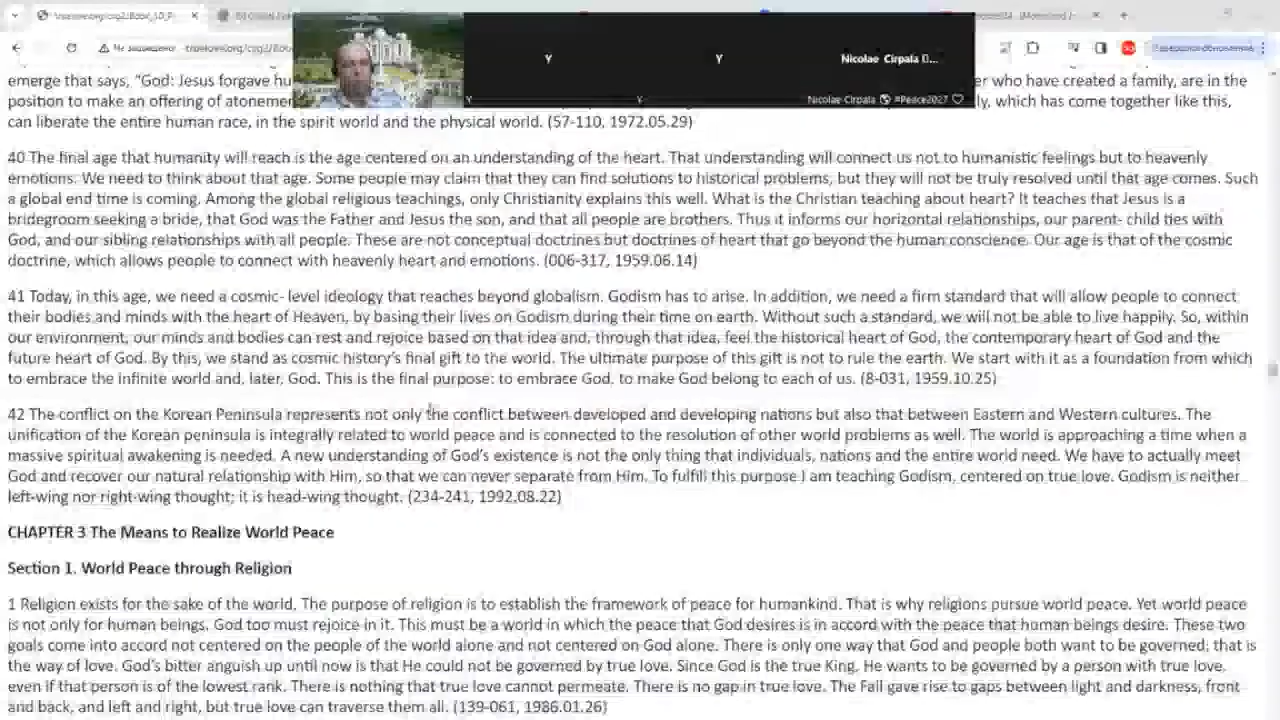 Не защищено
emerge that says, "God: Jesus forgave hu
er who have created a family, are in the
position to make an offering of atonemen
ly, which has come together like this,
can liberate the entire human race, in the spirit world and the physical world. (57-110, 1972.05.29)
Y
Y
Nicolae Cirpala
Y
Y
Nicolae Cirpala #Peace2027
40 The final age that humanity will reach is the age centered on an understanding of the heart. That understanding will connect us not to humanistic feelings but to heavenly
emotions. We need to think about that age. Some people may claim that they can find solutions to historical problems, but they will not be truly resolved until that age comes. Such
a global end time is coming. Among the global religious teachings, only Christianity explains this well. What is the Christian teaching about heart? It teaches that Jesus is a
bridegroom seeking a bride, that God was the Father and Jesus the son, and that all people are brothers. Thus it informs our horizontal relationships, our parent- child ties with
God, and our sibling relationships with all people. These are not conceptual doctrines but doctrines of heart that go beyond the human conscience. Our age is that of the cosmic
doctrine, which allows people to connect with heavenly heart and emotions. (006-317, 1959.06.14)
41 Today, in this age, we need a cosmic- level ideology that reaches beyond globalism. Godism has to arise. In addition, we need a firm standard that will allow people to connect
their bodies and minds with the heart of Heaven, by basing their lives on Godism during their time on earth. Without such a standard, we will not be able to live happily. So, within
our environment, our minds and bodies can rest and rejoice based on that idea and, through that idea, feel the historical heart of God, the contemporary heart of God and the
future heart of God. By this, we stand as cosmic history's final gift to the world. The ultimate purpose of this gift is not to rule the earth. We start with it as a foundation from which
to embrace the infinite world and, later, God. This is the final purpose: to embrace God, to make God belong to each of us. (8-031, 1959.10.25)
42 The conflict on the Korean Peninsula represents not only the conflict between developed and developing nations but also that between Eastern and Western cultures. The
unification of the Korean peninsula is integrally related to world peace and is connected to the resolution of other world problems as well. The world is approaching a time when a
massive spiritual awakening is needed. A new understanding of God's existence is not the only thing that individuals, nations and the entire world need. We have to actually meet
God and recover our natural relationship with Him, so that we can never separate from Him. To fulfill this purpose I am teaching Godism, centered on true love. Godism is neither
left-wing nor right-wing thought; it is head-wing thought. (234-241, 1992.08.22)
CHAPTER 3 The Means to Realize World Peace
Section 1. World Peace through Religion
1 Religion exists for the sake of the world. The purpose of religion is to establish the framework of peace for humankind. That is why religions pursue world peace. Yet world peace
is not only for human beings. God too must rejoice in it. This must be a world in which the peace that God desires is in accord with the peace that human beings desire. These two
goals come into accord not centered on the people of the world alone and not centered on God alone. There is only one way that God and people both want to be governed; that is
the way of love. God's bitter anguish up until now is that He could not be governed by true love. Since God is the true King, He wants to be governed by a person with true love,
even if that person is of the lowest rank. There is nothing that true love cannot permeate. There is no gap in true love. The Fall gave rise to gaps between light and darkness, front
and back, and left and right, but true love can traverse them all. (139-061, 1986.01.26)